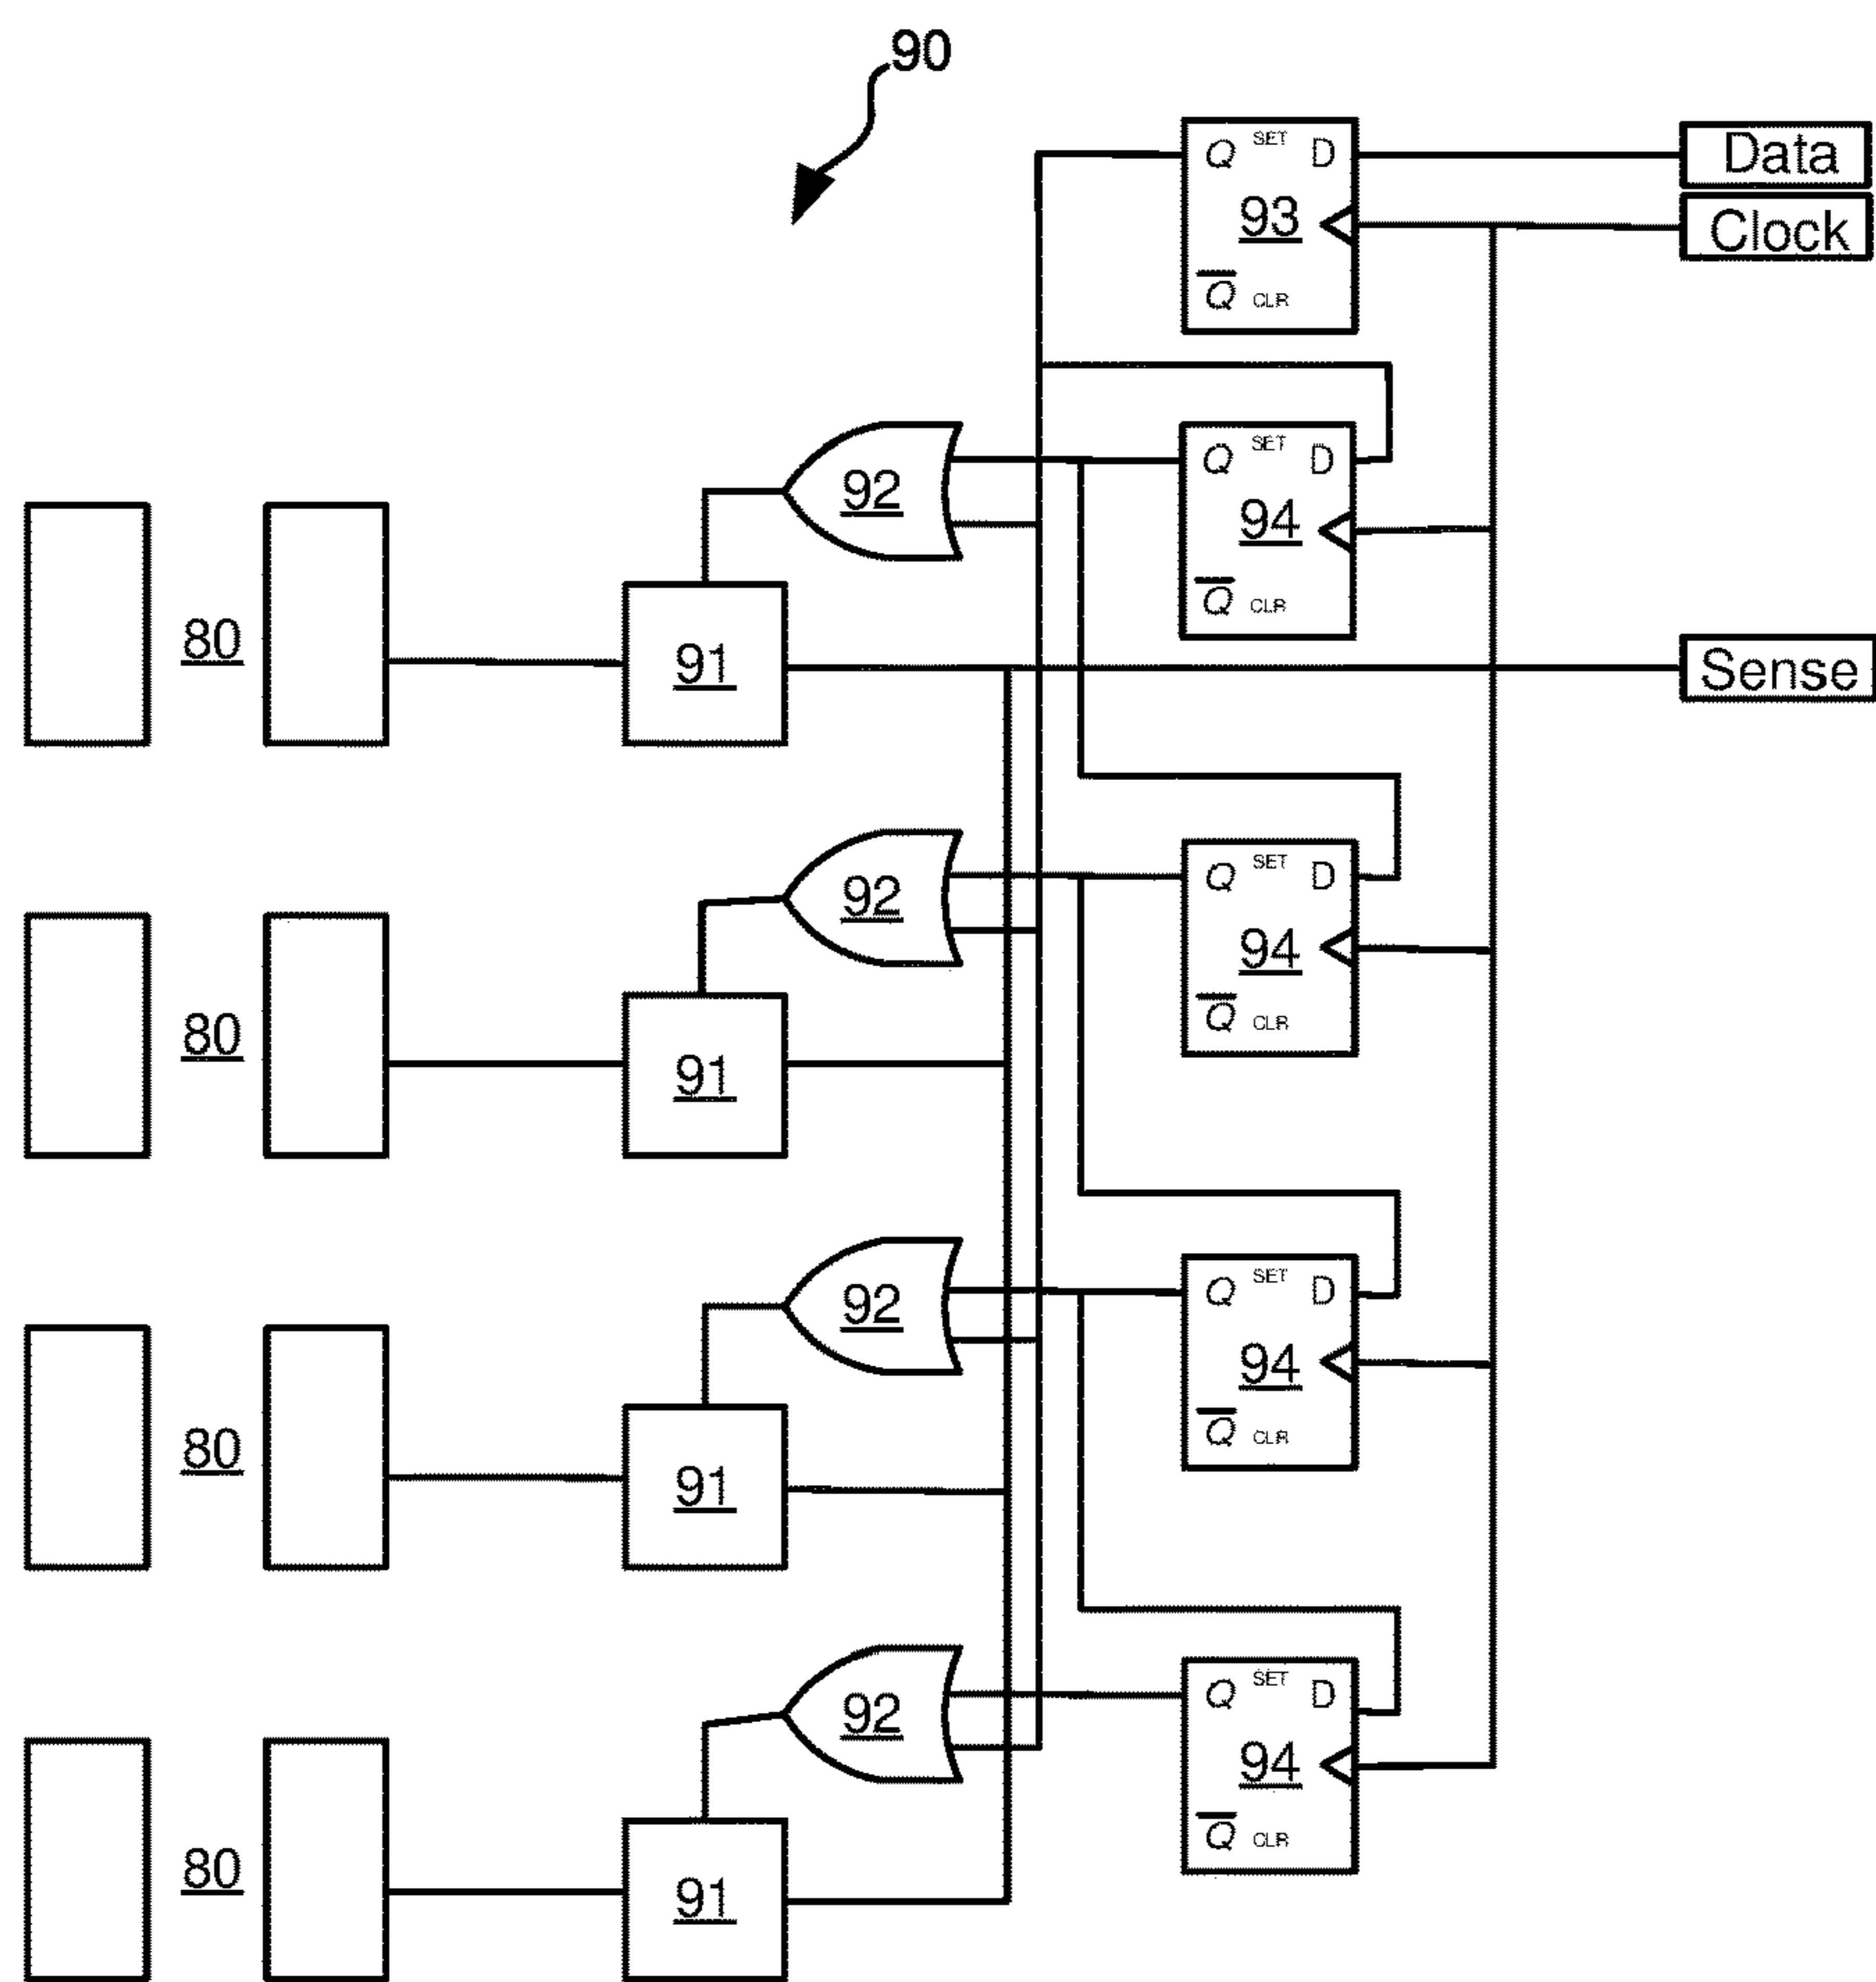 90
Q SET D
93
Q CLR
Data
Clock
92
Q SET D
94
Q CLR
80
91
Sense
92
Q SET D
94
Q CLR
80
91
92
Q SET D
94
Q CLR
80
91
92
Q SET D
94
Q CLR
80
91